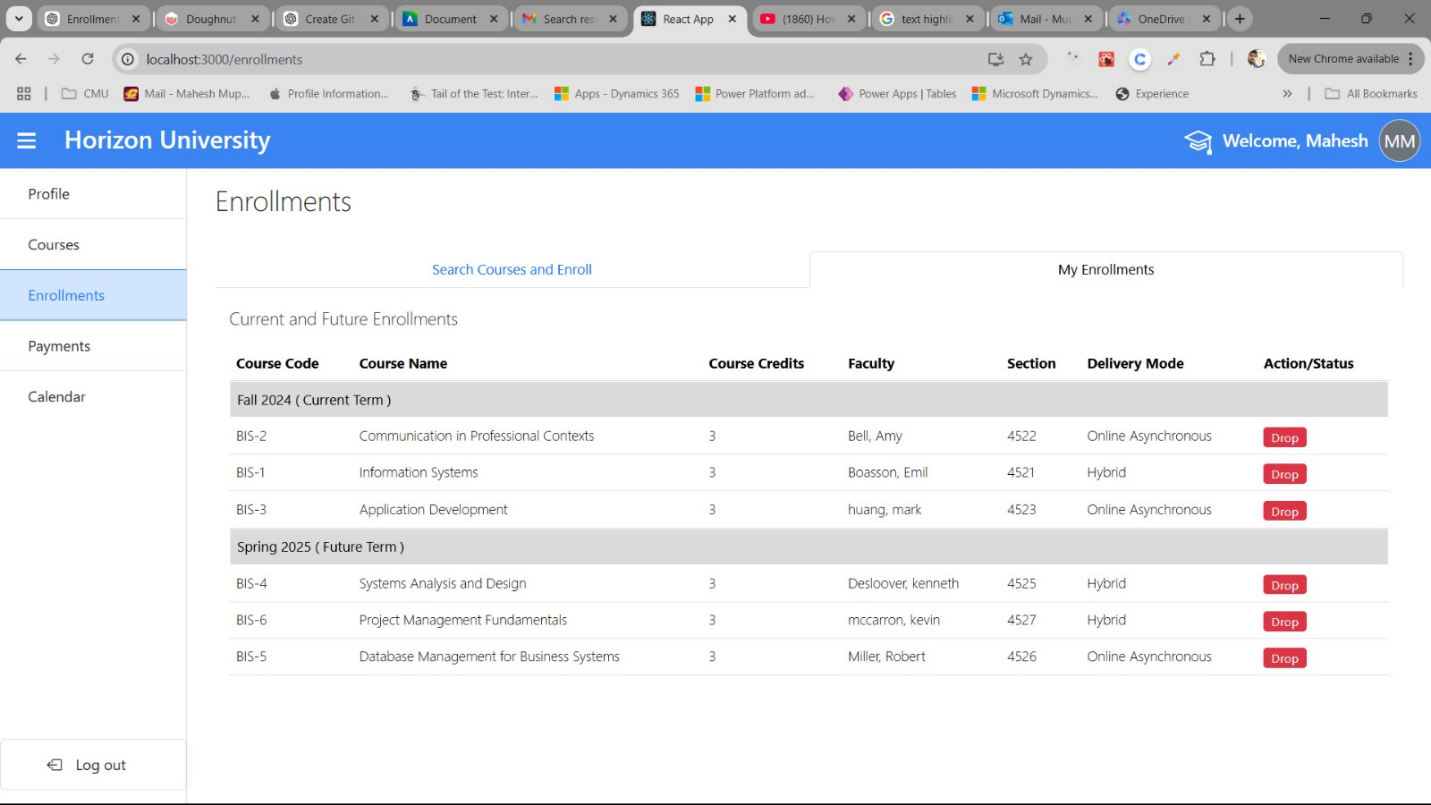 Enrollment
Doughnut
Create Git
Document
Search res
React App
(1860) Ho
text highlig
Mail - Mup
OneDrive
localhost:3000/enrollments
New Chrome available
CMU
Mail - Mahesh Mup...
Profile Information...
Tail of the Test: Inter...
Apps - Dynamics 365
Power Platform ad...
Power Apps | Tables
Microsoft Dynamics...
Experience
»
All Bookmarks
Horizon University
Welcome, Mahesh MM
Profile
Courses
Enrollments
Payments
Calendar
Log out
Enrollments
Search Courses and Enroll
My Enrollments
Current and Future Enrollments
Course Code Course Name Course Credits Faculty Section Delivery Mode Action/Status
Fall 2024 ( Current Term )
BIS-2 Communication in Professional Contexts 3 Bell, Amy 4522 Online Asynchronous Drop
BIS-1 Information Systems 3 Boasson, Emil 4521 Hybrid Drop
BIS-3 Application Development 3 huang, mark 4523 Online Asynchronous Drop
Spring 2025 ( Future Term )
BIS-4 Systems Analysis and Design 3 Desloover, kenneth 4525 Hybrid Drop
BIS-6 Project Management Fundamentals 3 mccarron, kevin 4527 Hybrid Drop
BIS-5 Database Management for Business Systems 3 Miller, Robert 4526 Online Asynchronous Drop